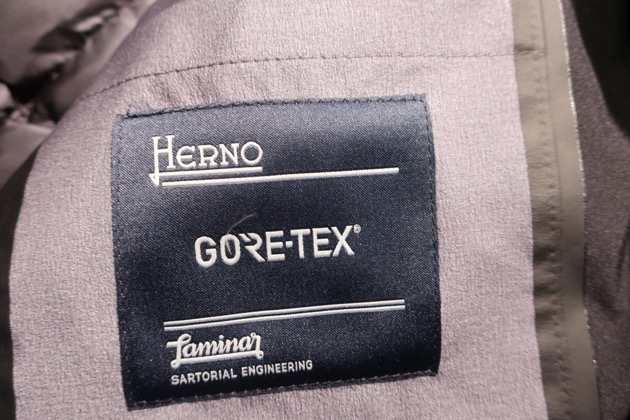 HERNO
GORE-TEX®
Laminar
SARTORIAL ENGINEERING